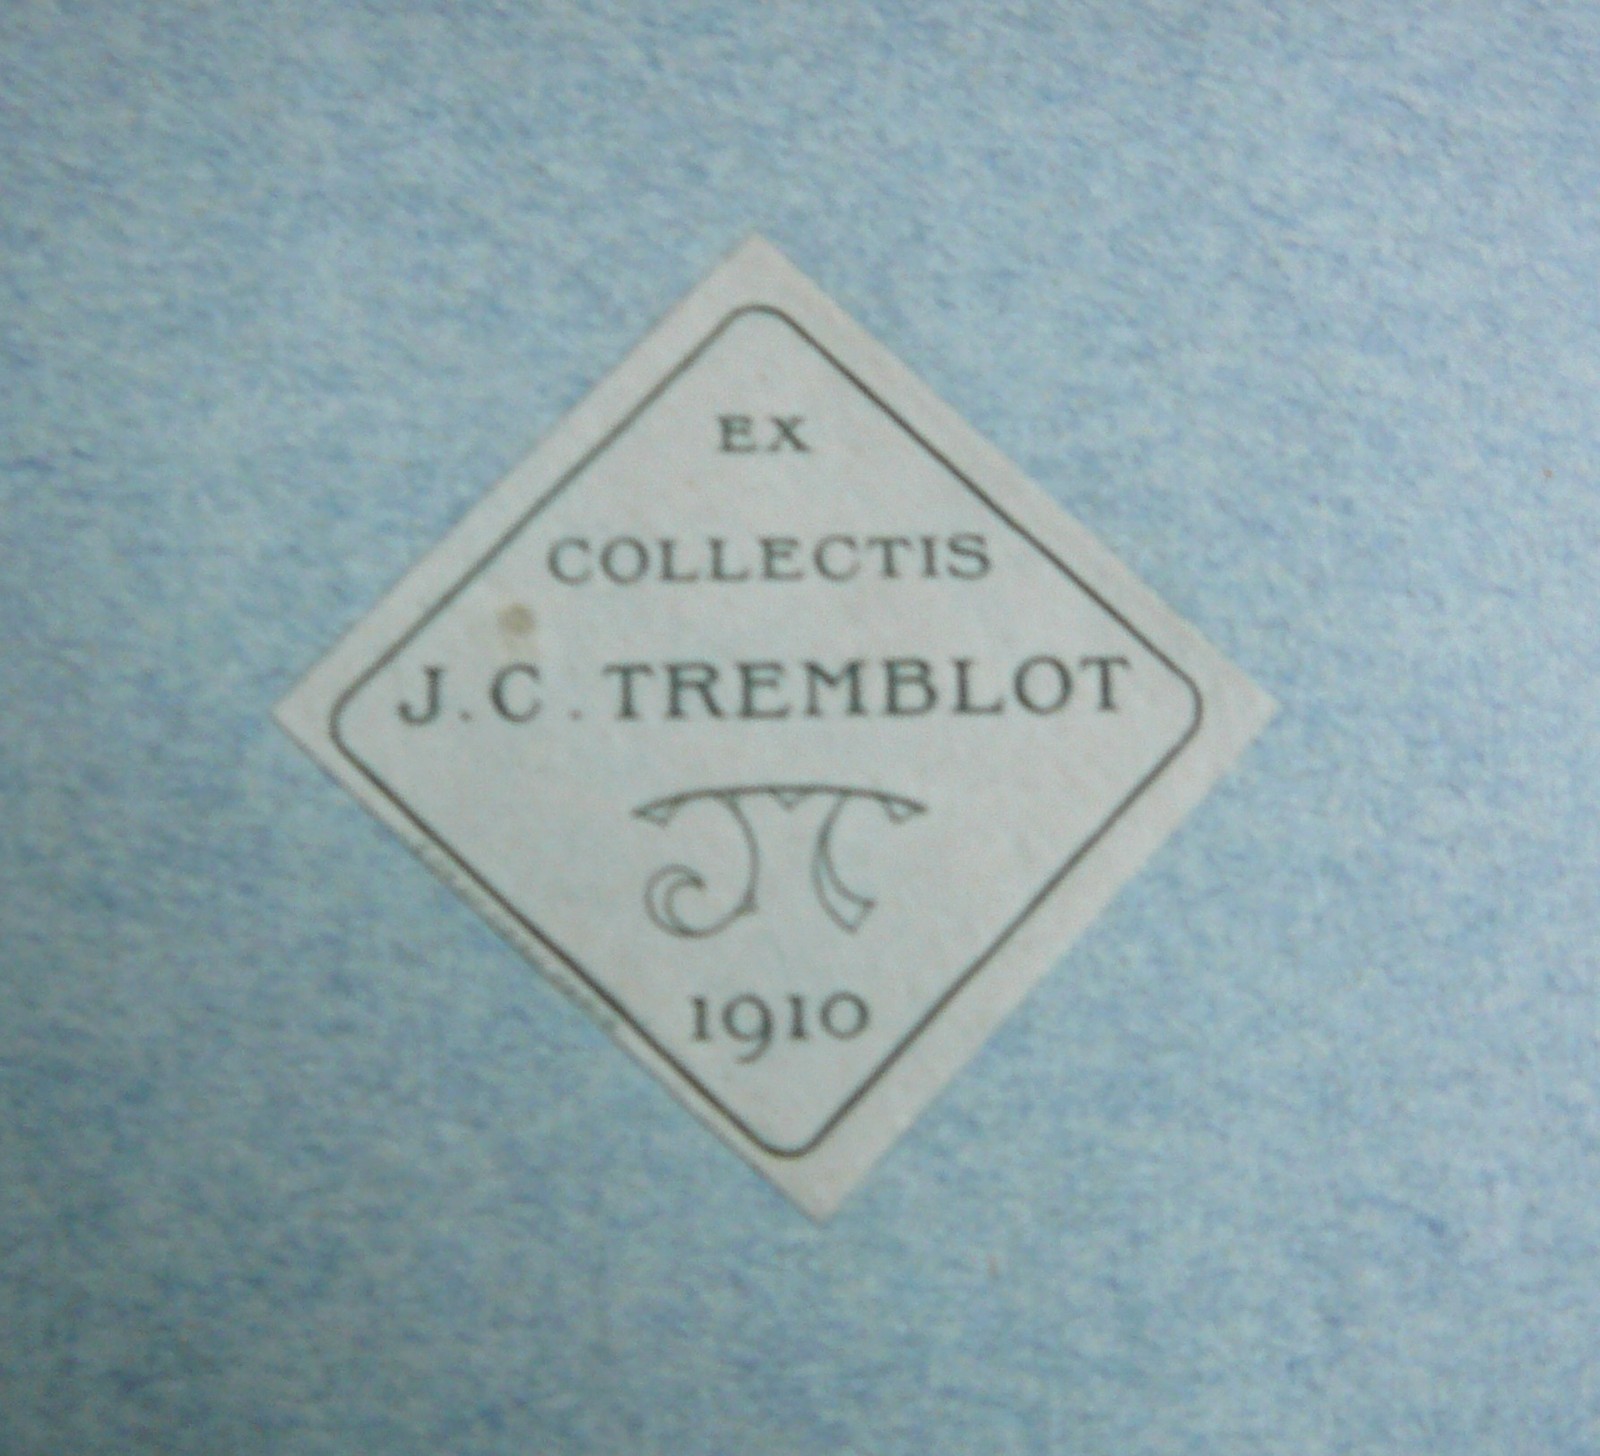 EX
COLLECTIS
J. C. TREMBLOT
1910